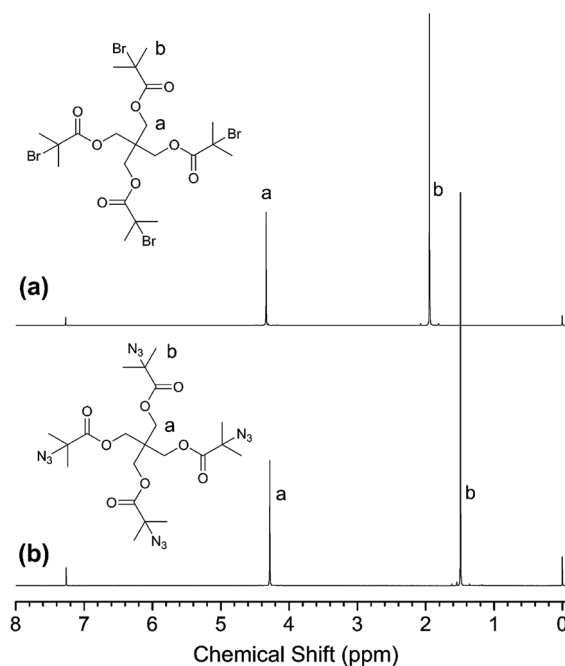 Br b
O
O
a
O Br
Br O O
O
O
O
Br
a
b
(a)
N3 b
O
O
a
O N3
N3 O O
O
O
O
N3
a
b
(b)
8 7 6 5 4 3 2 1 0
Chemical Shift (ppm)